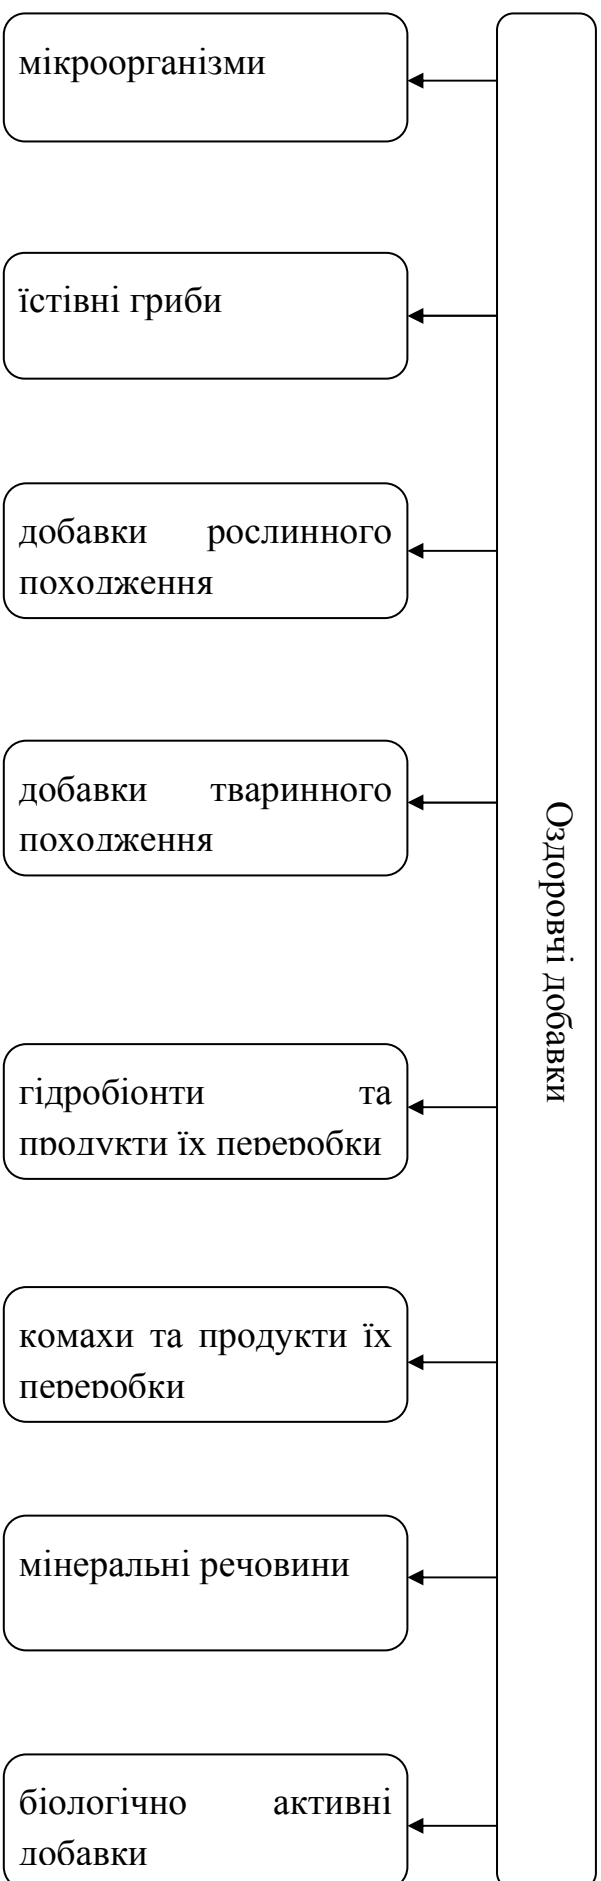 мікроорганізми
їстівні гриби
добавки рослинного
походження
добавки тваринного
походження
гідробіонти та
продукти їх переробки
комахи та продукти їх
переробки
мінеральні речовини
біологічно активні
добавки
Оздоровчі добавки